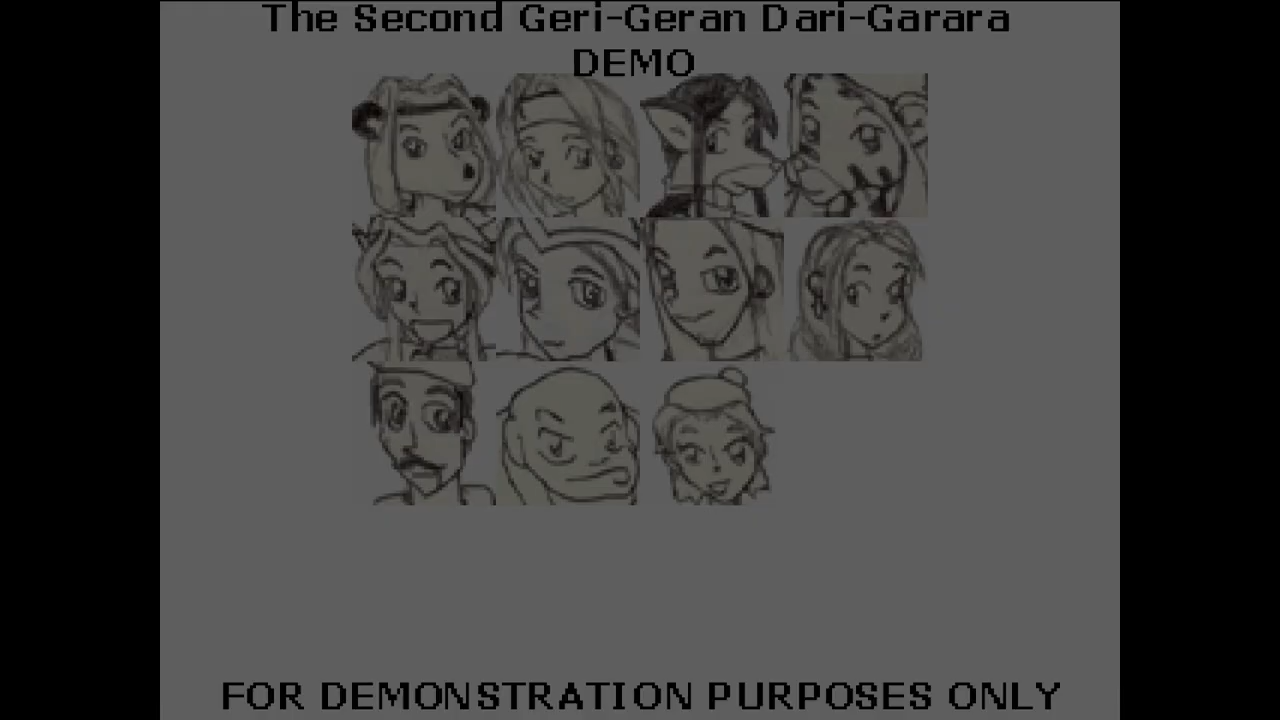 The Second Geri-Geran Dari-Garara
DEMO
FOR DEMONSTRATION PURPOSES ONLY